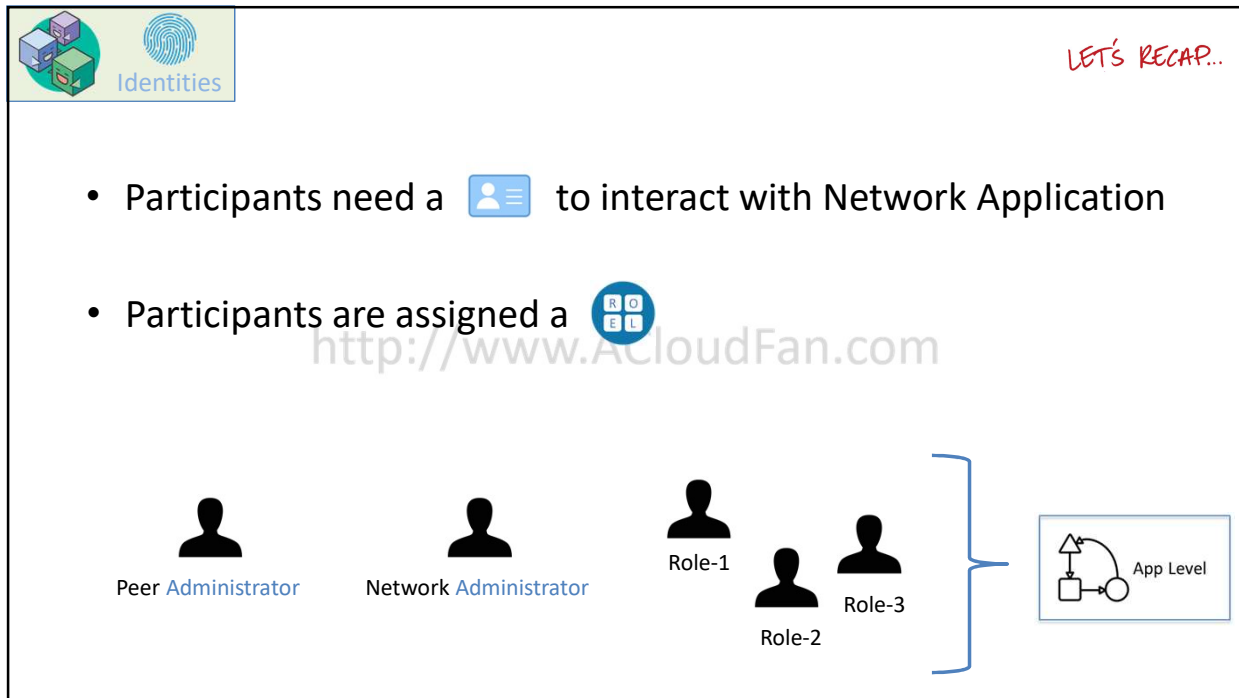 Identities
LET'S RECAP...
• Participants need a to interact with Network Application
• Participants are assigned a
R O
E L
http://www.ACloudFan.com
Peer Administrator
Network Administrator
Role-1
Role-2
Role-3
App Level